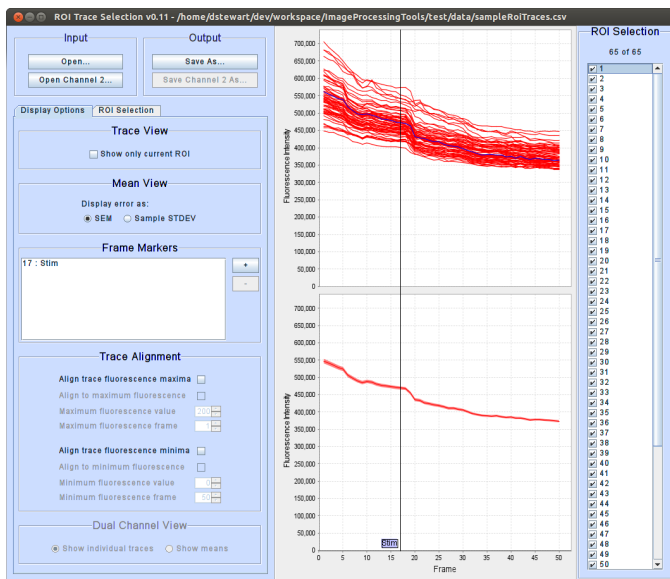 ROI Trace Selection v0.11 - /home/dstewart/dev/workspace/ImageProcessingTools/test/data/sampleRoiTraces.csv
Input
Open...
Open Channel 2...
Output
Save As...
Save Channel 2 As...
Display Options
ROI Selection
Trace View
Show only current ROI
Mean View
Display error as:
SEM
Sample STDEV
Frame Markers
17 : Stim
+
-
Trace Alignment
Align trace fluorescence maxima
Align to maximum fluorescence
Maximum fluorescence value
200
Maximum fluorescence frame
1
Align trace fluorescence minima
Align to minimum fluorescence
Minimum fluorescence value
0
Minimum fluorescence frame
50
Dual Channel View
Show individual traces
Show means
700,000
650,000
600,000
550,000
500,000
450,000
400,000
350,000
300,000
250,000
200,000
150,000
100,000
50,000
0
Fluorescence Intensity
700,000
650,000
600,000
550,000
500,000
450,000
400,000
350,000
300,000
250,000
200,000
150,000
100,000
50,000
0
Fluorescence Intensity
Stim
0 5 10 15 20 25 30 35 40 45 50
Frame
ROI Selection
65 of 65
1
2
3
4
5
6
7
8
9
10
11
12
13
14
15
16
17
18
19
20
21
22
23
24
25
26
27
28
29
30
31
32
33
34
35
36
37
38
39
40
41
42
43
44
45
46
47
48
49
50